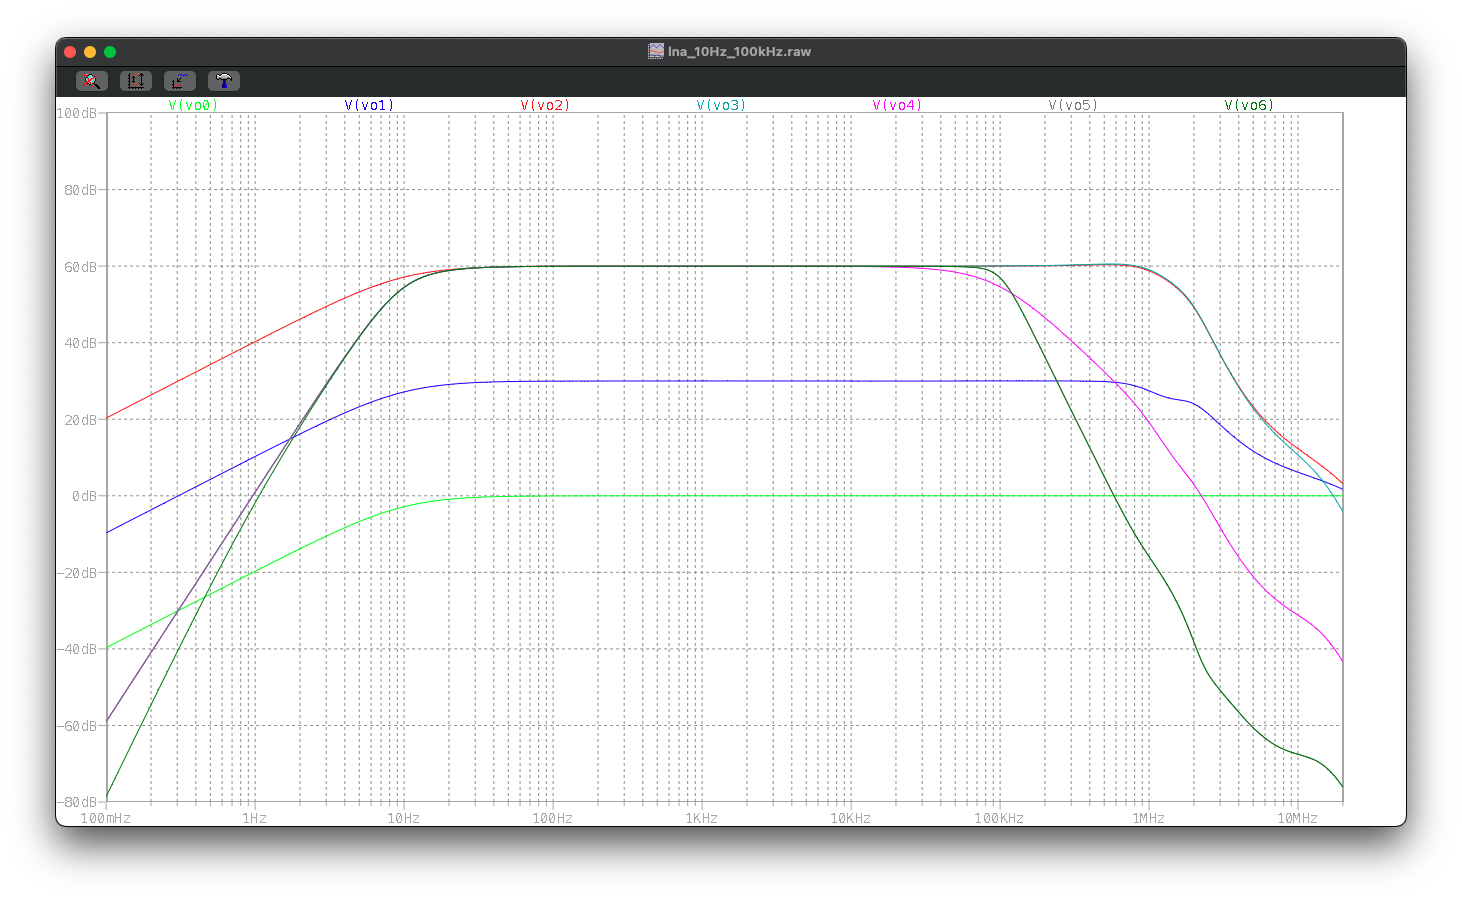 lna_10Hz_100kHz.raw
V(vo0) V(vo1) V(vo2) V(vo3) V(vo4) V(vo5) V(vo6)
100dB
80dB
60dB
40dB
20dB
0dB
-20dB
-40dB
-60dB
-80dB
100mHz 1Hz 10Hz 100Hz 1KHz 10KHz 100KHz 1MHz 10MHz